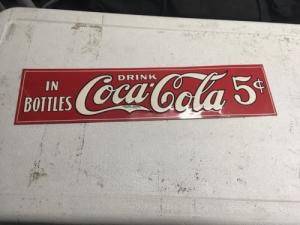 IN BOTTLES
DRINK
Coca-Cola 5¢